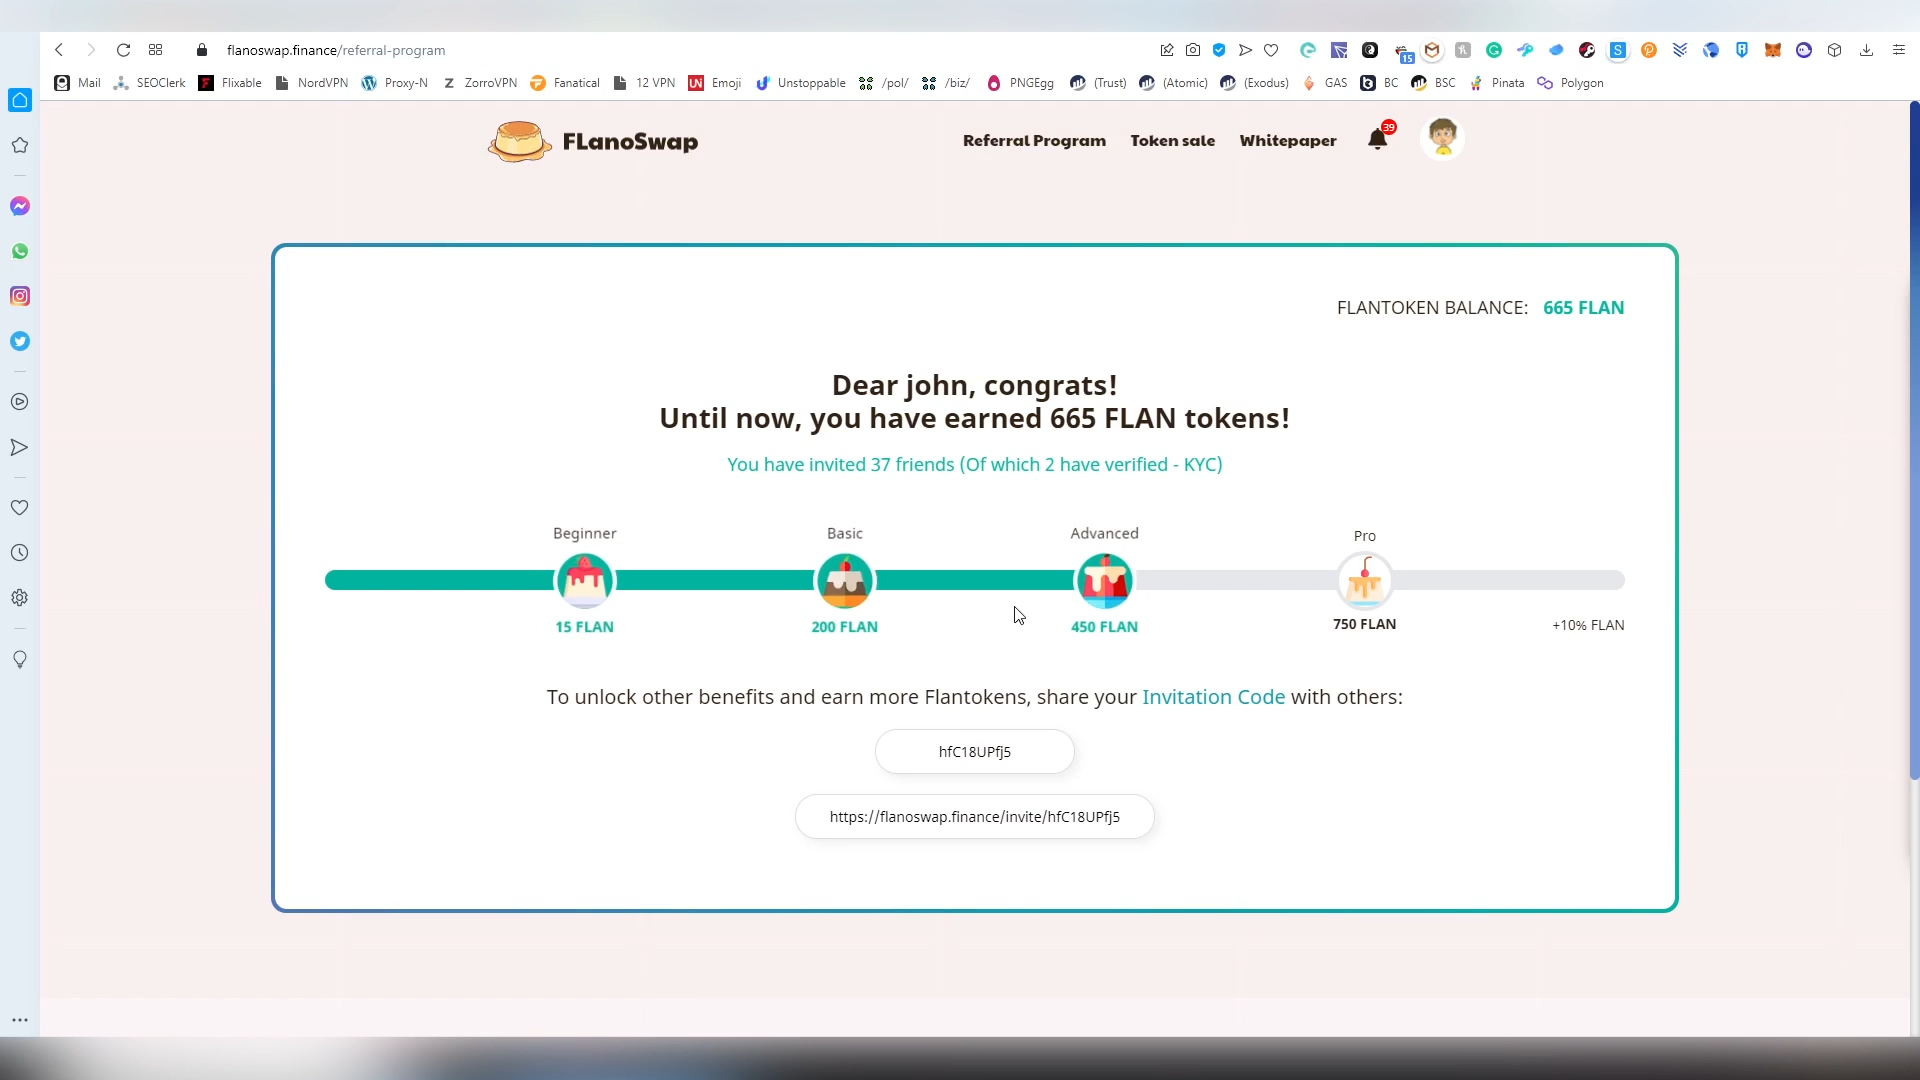 flanoswap.finance/referral-program
15
Mail SEOClerk Flixable NordVPN Proxy-N ZorroVPN Fanatical 12 VPN Emoji Unstoppable /pol/ /biz/ PNGEgg (Trust) (Atomic) (Exodus) GAS BC BSC Pinata Polygon
FLanoSwap Referral Program Token sale Whitepaper 39
FLANTOKEN BALANCE: 665 FLAN
Dear john, congrats!
Until now, you have earned 665 FLAN tokens!
You have invited 37 friends (Of which 2 have verified - KYC)
Beginner Basic Advanced Pro
15 FLAN 200 FLAN 450 FLAN 750 FLAN +10% FLAN
To unlock other benefits and earn more Flantokens, share your Invitation Code with others:
hfC18UPfj5
https://flanoswap.finance/invite/hfC18UPfj5